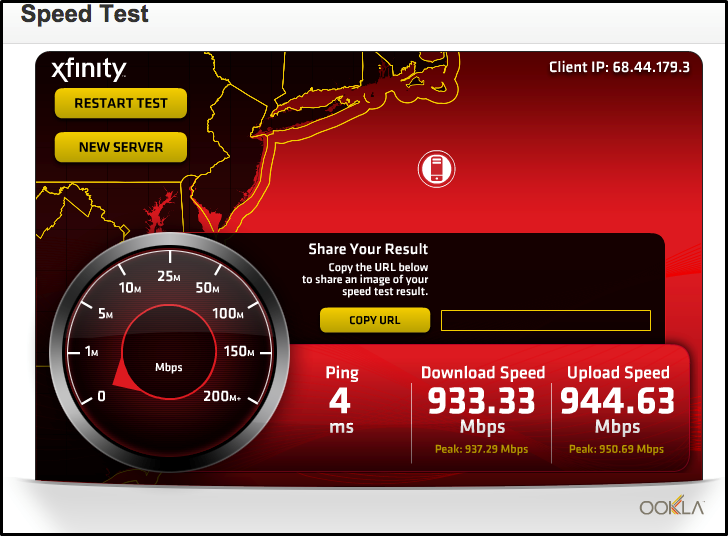 Speed Test
xfinity
Client IP: 68.44.179.3
RESTART TEST
NEW SERVER
Share Your Result
Copy the URL below
to share an image of your
speed test result.
COPY URL
0
1M
5M
10M
25M
50M
100M
150M
200M+
Mbps
Ping
4
ms
Download Speed
933.33
Mbps
Peak: 937.29 Mbps
Upload Speed
944.63
Mbps
Peak: 950.69 Mbps
OOKLA